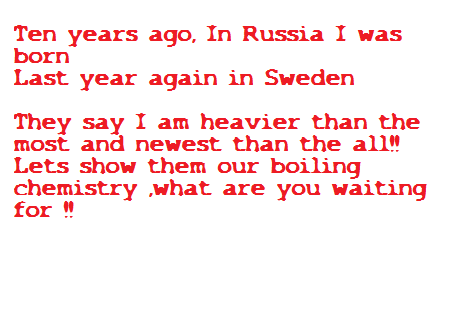 Ten years ago, In Russia I was
born
Last year again in Sweden
They say I am heavier than the
most and newest than the all!!
Lets show them our boiling
chemistry ,what are you waiting
for !!